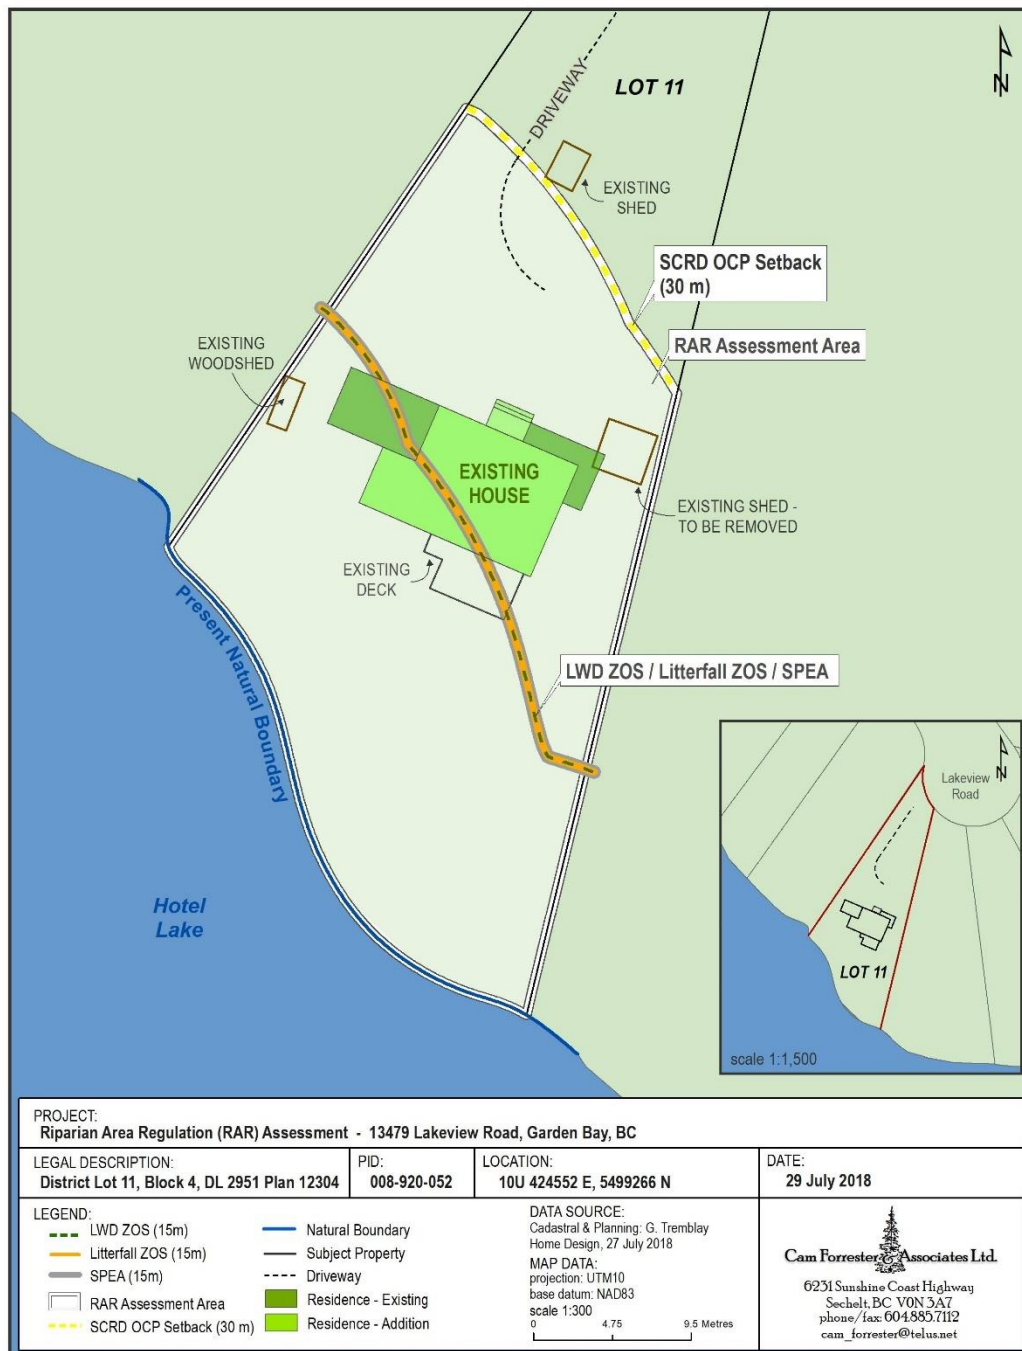 LOT 11
DRIVEWAY
N
EXISTING
SHED
SCRD OCP Setback
(30 m)
RAR Assessment Area
EXISTING
WOODSHED
EXISTING
HOUSE
EXISTING SHED -
TO BE REMOVED
EXISTING
DECK
Present Natural Boundary
LWD ZOS / Litterfall ZOS / SPEA
Hotel
Lake
N
Lakeview
Road
LOT 11
scale 1:1,500
PROJECT:
Riparian Area Regulation (RAR) Assessment - 13479 Lakeview Road, Garden Bay, BC
LEGAL DESCRIPTION:
District Lot 11, Block 4, DL 2951 Plan 12304
PID:
008-920-052
LOCATION:
10U 424552 E, 5499266 N
DATE:
29 July 2018
LEGEND:
LWD ZOS (15m)
Litterfall ZOS (15m)
SPEA (15m)
RAR Assessment Area
SCRD OCP Setback (30 m)
Natural Boundary
Subject Property
Driveway
Residence - Existing
Residence - Addition
DATA SOURCE:
Cadastral & Planning: G. Tremblay
Home Design, 27 July 2018
MAP DATA:
projection: UTM10
base datum: NAD83
scale 1:300
0 4.75 9.5 Metres
Cam Forrester & Associates Ltd.
6231 Sunshine Coast Highway
Sechelt, BC V0N 3A7
phone/fax: 604.885.7112
cam_forrester@telus.net